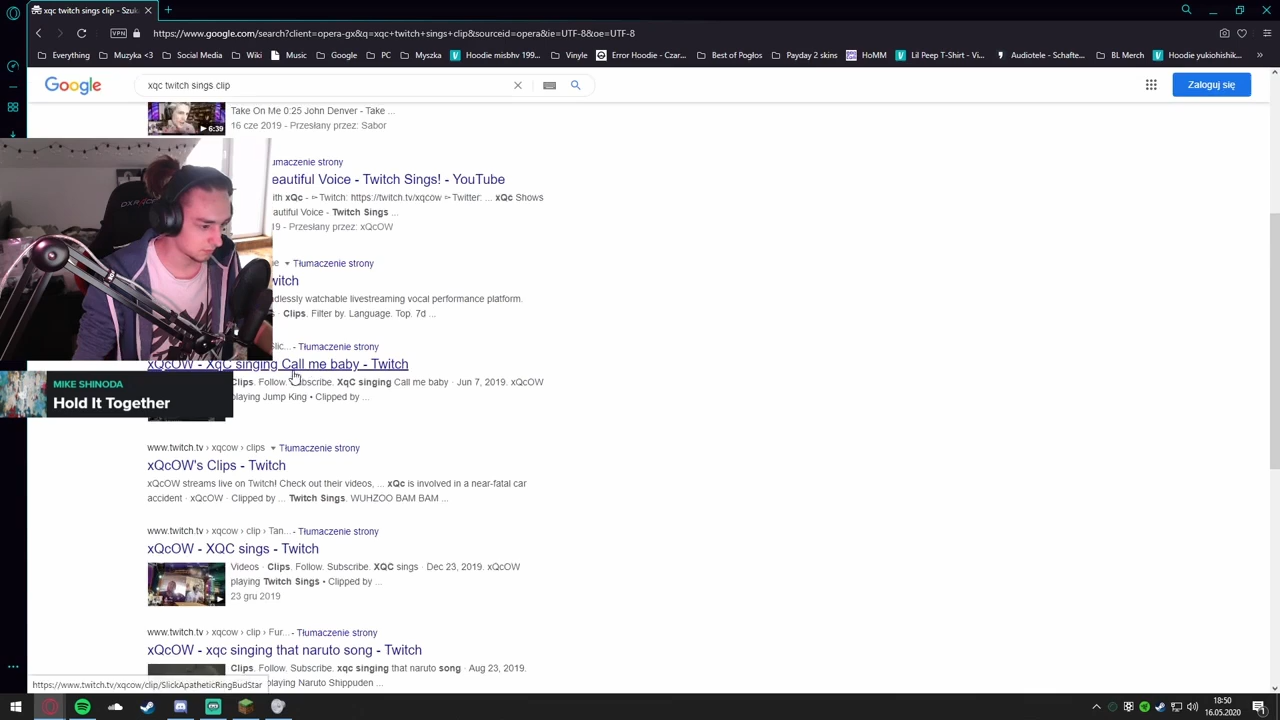 xqc twitch sings clip - Szuk
https://www.google.com/search?client=opera-gx&q=xqc+twitch+sings+clip&sourceid=opera&ie=UTF-8&oe=UTF-8
VPN
Everything
Muzyka <3
Studio
Wiki
Music
PC
Myszka
Hoodie misbhv 199...
Vinyle
Error Hoodie - Czar...
Best of Pogłos
Payday 2 skany
HoMM
Lil Peep T-Shirt - Vi...
Audiotele - Schafte...
BL Merch
Hoodie yukiohishik...
Google
xqc twitch sings clip
Zaloguj się
Take On Me 0:25 John Denver - Take ...
6:39
16 cze 2019 - Przesłany przez: Sabor
umaczenie strony
eautiful Voice - Twitch Sings! - YouTube
ith xQc - ➳ Twitch: https://twitch.tv/xqcow ➳ Twitter: ... xQc Shows
autiful Voice - Twitch Sings ...
19 - Przesłany przez: xQcOW
e Tłumaczenie strony
witch
dlessly watchable livestreaming vocal performance platform.
s · Clips. Filter by. Language. Top. 7d ...
Slic... - Tłumaczenie strony
xQcOW - XqC singing Call me baby - Twitch
Clips. Follow. Subscribe. XqC singing Call me baby · Jun 7, 2019. xQcOW
playing Jump King • Clipped by ...
MIKE SHINODA
Hold It Together
www.twitch.tv › xqcow › clips Tłumaczenie strony
xQcOW's Clips - Twitch
xQcOW streams live on Twitch! Check out their videos, ... xQc is involved in a near-fatal car
accident · xQcOW · Clipped by ... Twitch Sings. WUHZOO BAM BAM ...
www.twitch.tv › xqcow › clip › Tan... - Tłumaczenie strony
xQcOW - XQC sings - Twitch
Videos · Clips. Follow. Subscribe. XQC sings · Dec 23, 2019. xQcOW
playing Twitch Sings • Clipped by ...
23 gru 2019
www.twitch.tv › xqcow › clip › Fur... - Tłumaczenie strony
xQcOW - xqc singing that naruto song - Twitch
Clips. Follow. Subscribe. xqc singing that naruto song · Aug 23, 2019.
playing Naruto Shippuden ...
https://www.twitch.tv/xqcow/clip/SlickApatheticRingBudStar
18:50
16.05.2020